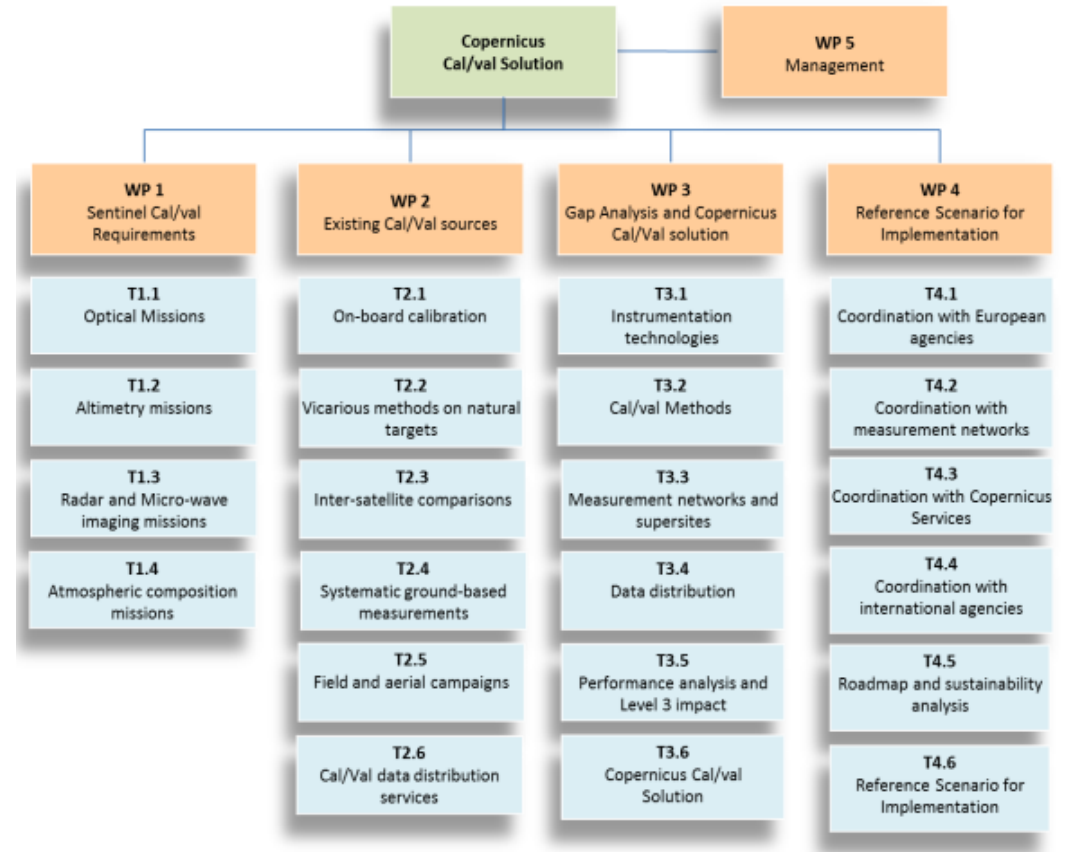 Copernicus
Cal/val Solution
WP 5
Management
WP 1
Sentinel Cal/val
Requirements
T1.1
Optical Missions
T1.2
Altimetry missions
T1.3
Radar and Micro-wave
imaging missions
T1.4
Atmospheric composition
missions
WP 2
Existing Cal/Val sources
T2.1
On-board calibration
T2.2
Vicarious methods on natural
targets
T2.3
Inter-satellite comparisons
T2.4
Systematic ground-based
measurements
T2.5
Field and aerial campaigns
T2.6
Cal/Val data distribution
services
WP 3
Gap Analysis and Copernicus
Cal/Val solution
T3.1
Instrumentation
technologies
T3.2
Cal/val Methods
T3.3
Measurement networks and
supersites
T3.4
Data distribution
T3.5
Performance analysis and
Level 3 impact
T3.6
Copernicus Cal/val
Solution
WP 4
Reference Scenario for
Implementation
T4.1
Coordination with European
agencies
T4.2
Coordination with
measurement networks
T4.3
Coordination with Copernicus
Services
T4.4
Coordination with
international agencies
T4.5
Roadmap and sustainability
analysis
T4.6
Reference Scenario for
Implementation